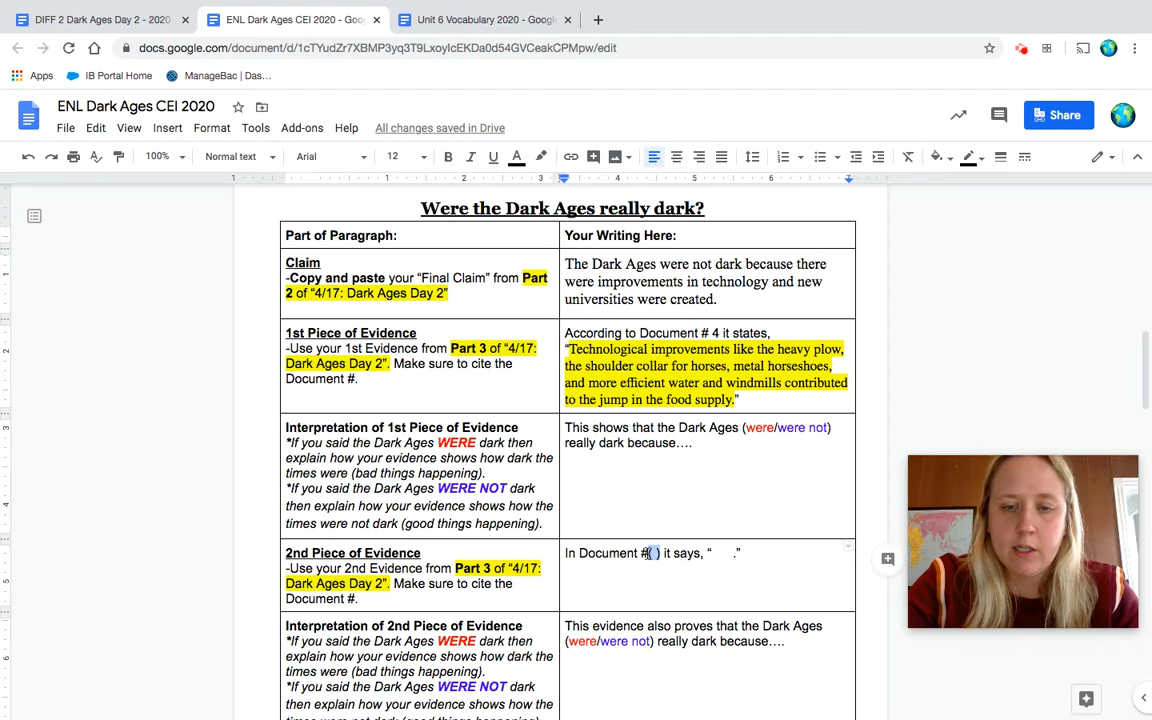 DIFF 2 Dark Ages Day 2 - 2020
ENL Dark Ages CEI 2020 - Goo
Unit 6 Vocabulary 2020 - Google
docs.google.com/document/d/1cTYudZr7XBMP3yq3T9LxoyIcEKDa0d54GVCeakCPMpw/edit
Apps
IB Portal Home
ManageBac | Das...
ENL Dark Ages CEI 2020
File Edit View Insert Format Tools Add-ons Help All changes saved in Drive
Share
100% Normal text Arial 12 B I U A
1 1 2 3 4 5 6 7
Were the Dark Ages really dark?
Part of Paragraph:
Your Writing Here:
Claim
-Copy and paste your “Final Claim” from Part
2 of “4/17: Dark Ages Day 2”
The Dark Ages were not dark because there
were improvements in technology and new
universities were created.
1st Piece of Evidence
-Use your 1st Evidence from Part 3 of “4/17:
Dark Ages Day 2”. Make sure to cite the
Document #.
According to Document # 4 it states,
“Technological improvements like the heavy plow,
the shoulder collar for horses, metal horseshoes,
and more efficient water and windmills contributed
to the jump in the food supply.”
Interpretation of 1st Piece of Evidence
*If you said the Dark Ages WERE dark then
explain how your evidence shows how dark the
times were (bad things happening).
*If you said the Dark Ages WERE NOT dark
then explain how your evidence shows how the
times were not dark (good things happening).
This shows that the Dark Ages (were/were not)
really dark because….
2nd Piece of Evidence
-Use your 2nd Evidence from Part 3 of “4/17:
Dark Ages Day 2”. Make sure to cite the
Document #.
In Document #( ) it says, “ .”
Interpretation of 2nd Piece of Evidence
*If you said the Dark Ages WERE dark then
explain how your evidence shows how dark the
times were (bad things happening).
*If you said the Dark Ages WERE NOT dark
then explain how your evidence shows how the
This evidence also proves that the Dark Ages
(were/were not) really dark because….